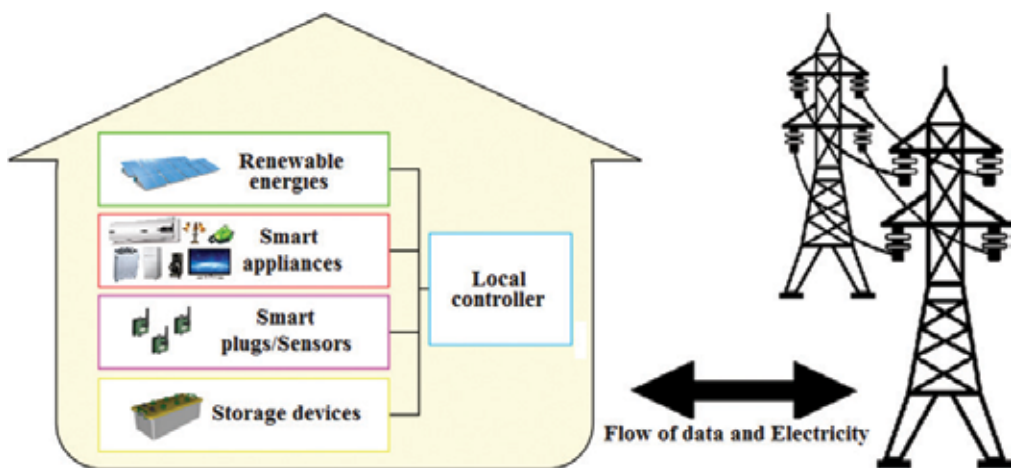 Renewable
energies
Smart
appliances
Smart
plugs/Sensors
Storage devices
Local
controller
Flow of data and Electricity